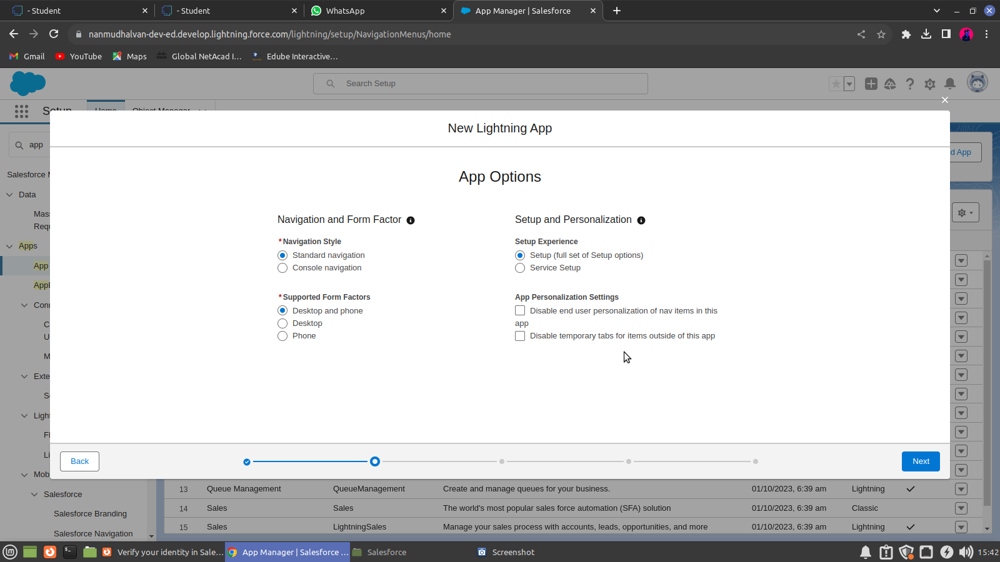 - Student
- Student
WhatsApp
App Manager | Salesforce
nanmudhalvan-dev-ed.develop.lightning.force.com/lightning/setup/NavigationMenus/home
Gmail
YouTube
Maps
Global NetAcad I...
Edube Interactive...
Search Setup
Setup
Home
Object Manager
New Lightning App
app
d App
App Options
Salesforce M
Data
Mas
Requ
Apps
App
AppE
Conn
C
U
M
Exte
Se
Light
Fl
Li
Mob
Salesforce
Salesforce Branding
Salesforce Navigation
Navigation and Form Factor
*Navigation Style
Standard navigation
Console navigation
*Supported Form Factors
Desktop and phone
Desktop
Phone
Setup and Personalization
Setup Experience
Setup (full set of Setup options)
Service Setup
App Personalization Settings
Disable end user personalization of nav items in this
app
Disable temporary tabs for items outside of this app
Back
Next
13 Queue Management QueueManagement Create and manage queues for your business. 01/10/2023, 6:39 am Lightning
14 Sales Sales The world's most popular sales force automation (SFA) solution 01/10/2023, 6:39 am Classic
15 Sales LightningSales Manage your sales process with accounts, leads, opportunities, and more 01/10/2023, 6:39 am Lightning
Verify your identity in Sale...
App Manager | Salesforce ...
Salesforce
Screenshot
15:42